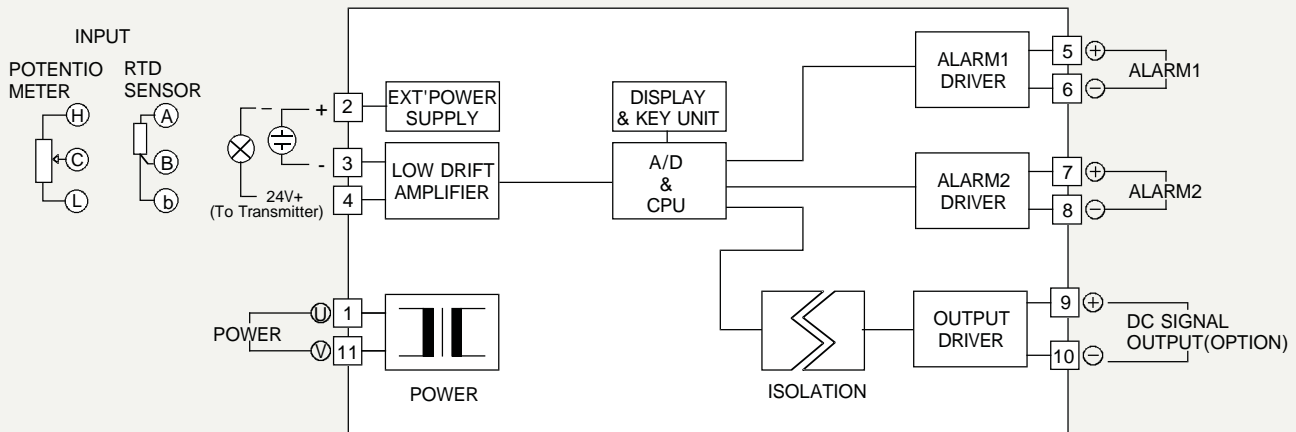 INPUT
POTENTIO
METER
RTD
SENSOR
H
C
L
A
B
b
+
-
-
24V+
(To Transmitter)
2
3
4
EXT'POWER
SUPPLY
LOW DRIFT
AMPLIFIER
DISPLAY
& KEY UNIT
A/D
&
CPU
ALARM1
DRIVER
5
+
6
-
ALARM1
ALARM2
DRIVER
7
+
8
-
ALARM2
POWER
U
V
1
11
POWER
ISOLATION
OUTPUT
DRIVER
9
+
10
-
DC SIGNAL
OUTPUT(OPTION)